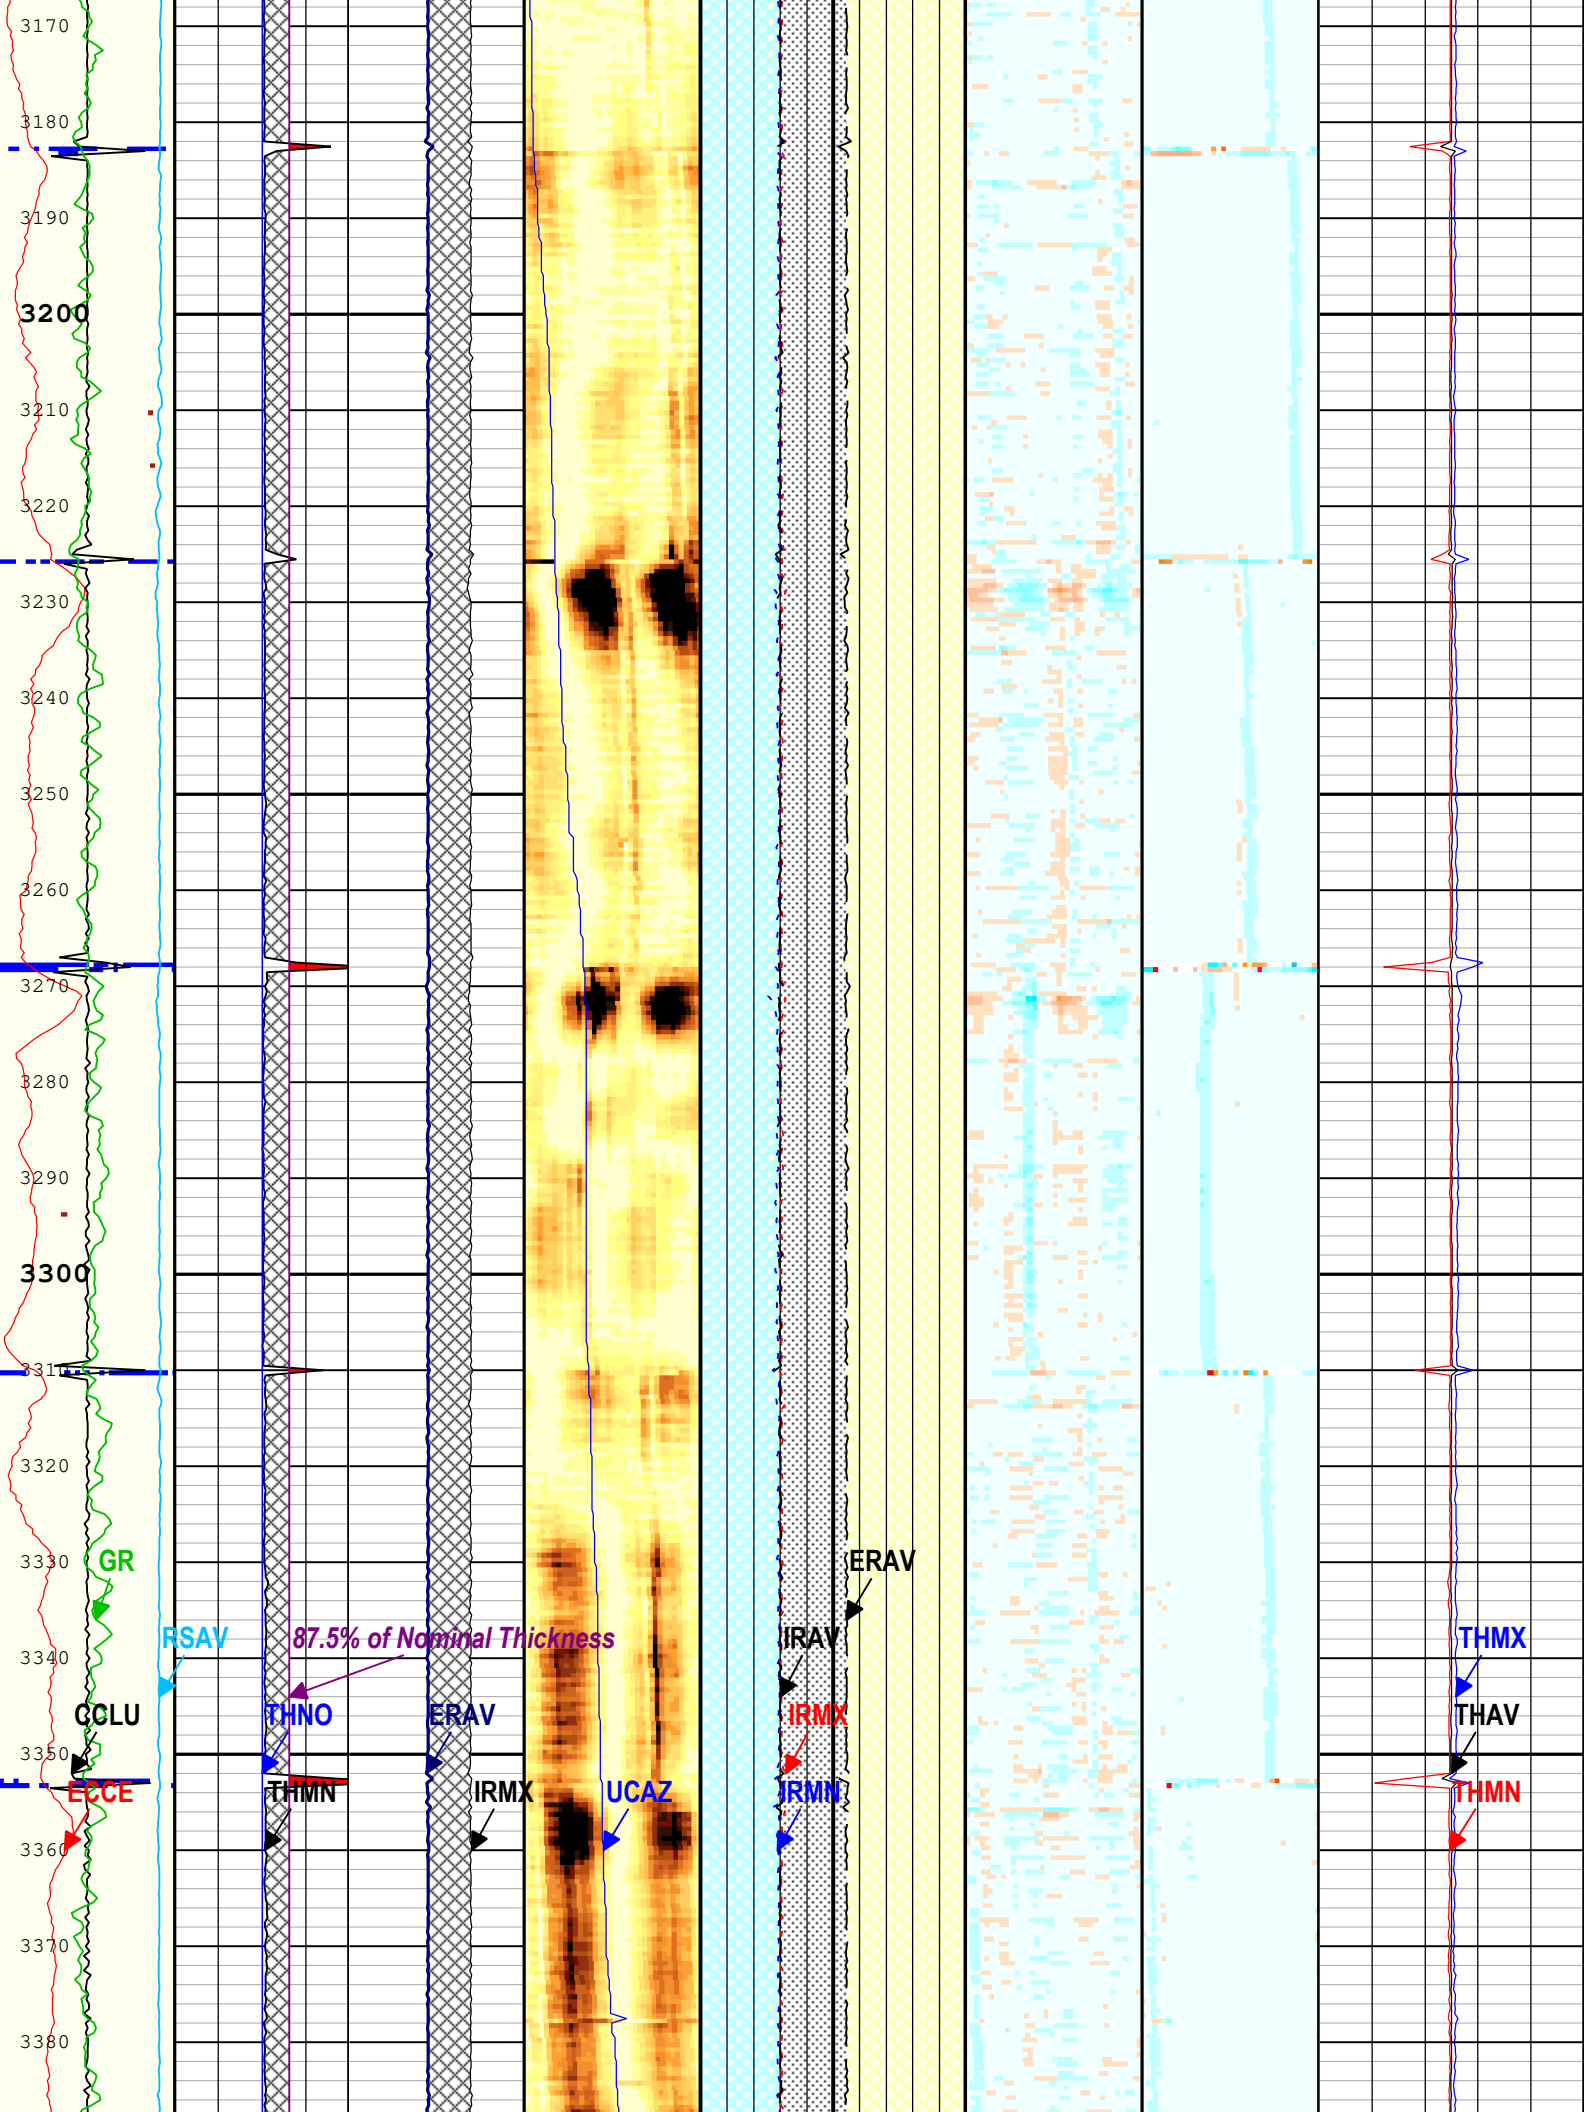 3170
3180
3190
3200
3210
3220
3230
3240
3250
3260
3270
3280
3290
3300
3310
3320
3330
GR
ERAV
RSAV
87.5% of Nominal Thickness
IRAV
THMX
3340
CCLU
THNO
ERAV
IRMX
THAV
3350
ECCE
THMN
IRMX
UCAZ
IRMN
THMN
3360
3370
3380